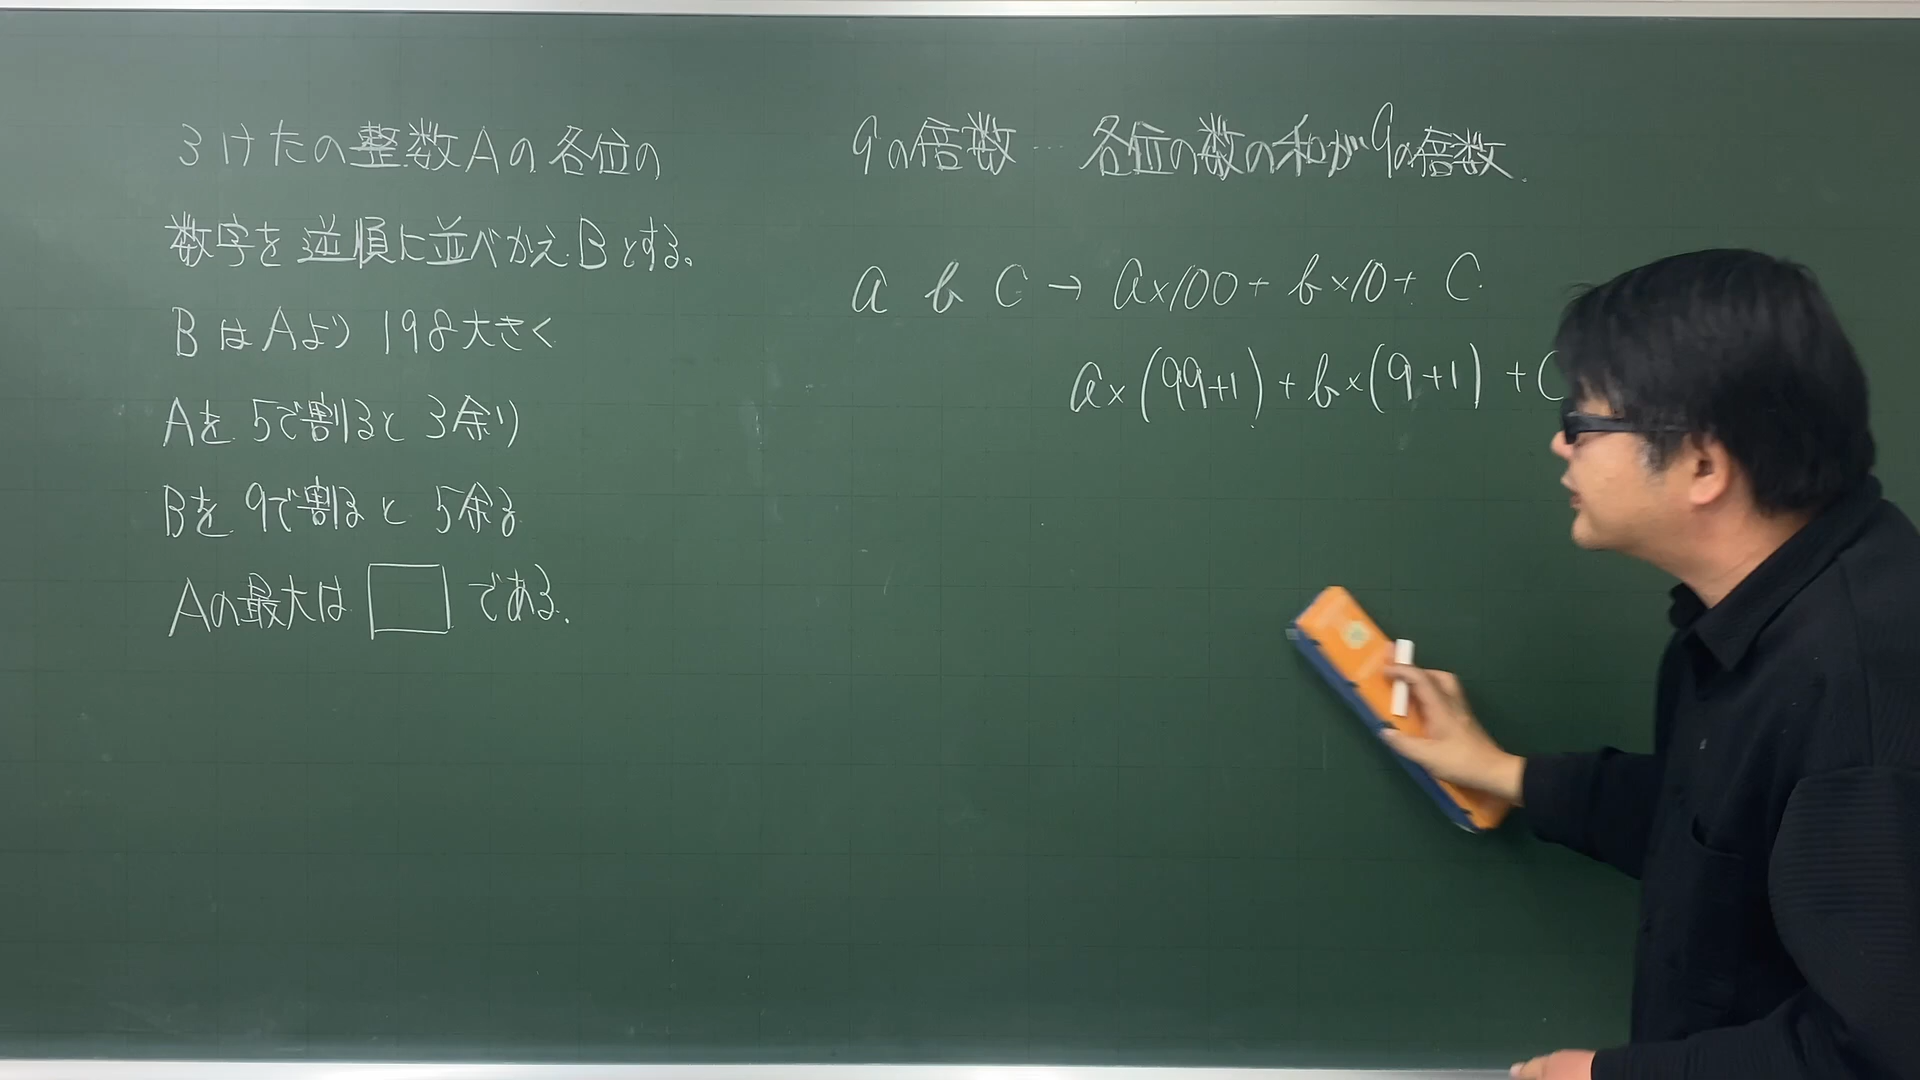 3けたの整数Aの各位の
数字を逆順に並べかえBとする。
BはAより198大きく
Aを5で割ると3余り
Bを9で割ると5余る
Aの最大は□である.
9の倍数…各位の数の和が9の倍数.
a b c → a×100+b×10+c
a×(99+1)+b×(9+1)+c